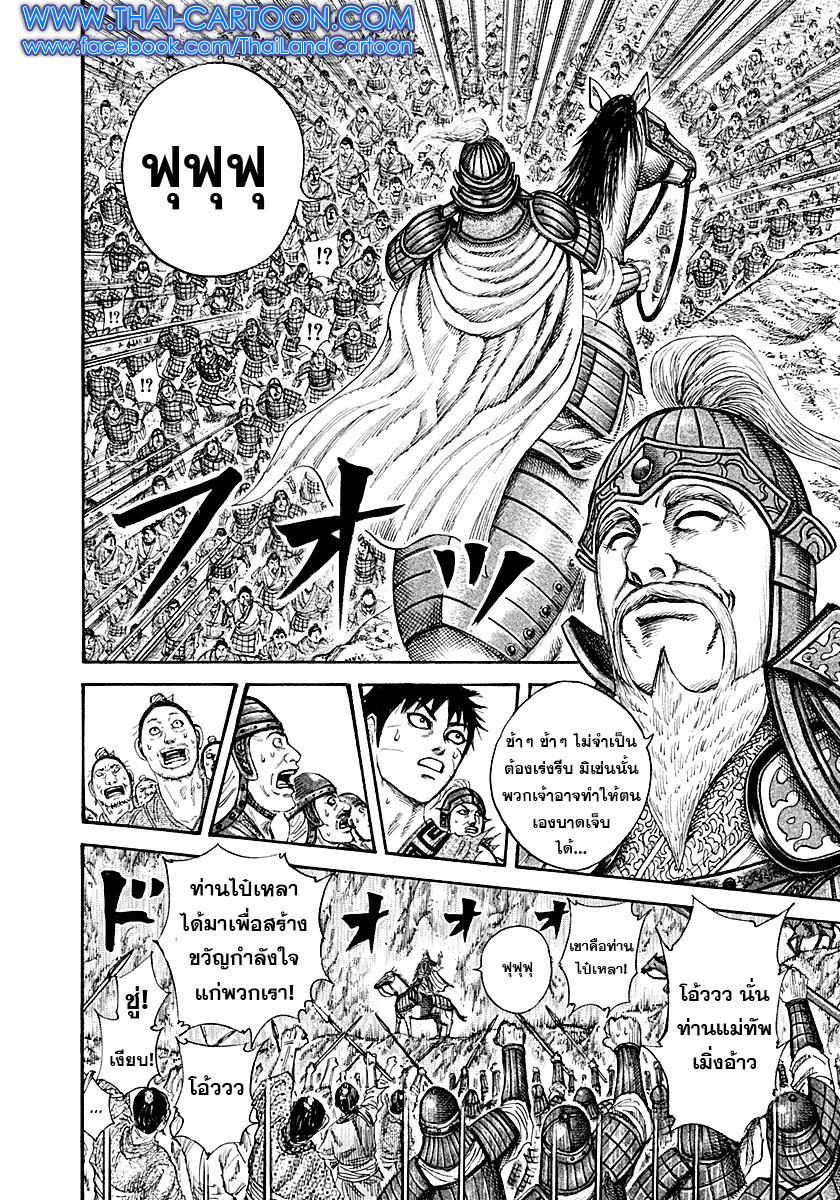 WWW.THAI-CARTOON.COM
www.facebook.com/ThaiLandCartoon
ฟุฟุฟุ
!?
!?
!?
フオッ
ช้าๆ ช้าๆ ไม่จำเป็น
ต้องเร่งรีบ มิเช่นนั้น
พวกเจ้าอาจทำให้ตน
เองบาดเจ็บ
ได้...
โอ้ววว นั่น
ท่านแม่ทัพ
เมิ่งอ้าว
เขาคือท่าน
ไป๋เหลา!
ฟุฟุฟุ
ドオオオ
ท่านไป๋เหลา
ได้มาเพื่อสร้าง
ขวัญกำลังใจ
แก่พวกเรา!
โอ้ววว
ชู่!
เงียบ!
...